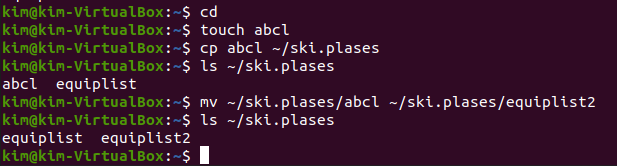 kim@kim-VirtualBox:~$ cd
kim@kim-VirtualBox:~$ touch abcl
kim@kim-VirtualBox:~$ cp abcl ~/ski.plases
kim@kim-VirtualBox:~$ ls ~/ski.plases
abcl  equiplist
kim@kim-VirtualBox:~$ mv ~/ski.plases/abcl ~/ski.plases/equiplist2
kim@kim-VirtualBox:~$ ls ~/ski.plases
equiplist  equiplist2
kim@kim-VirtualBox:~$